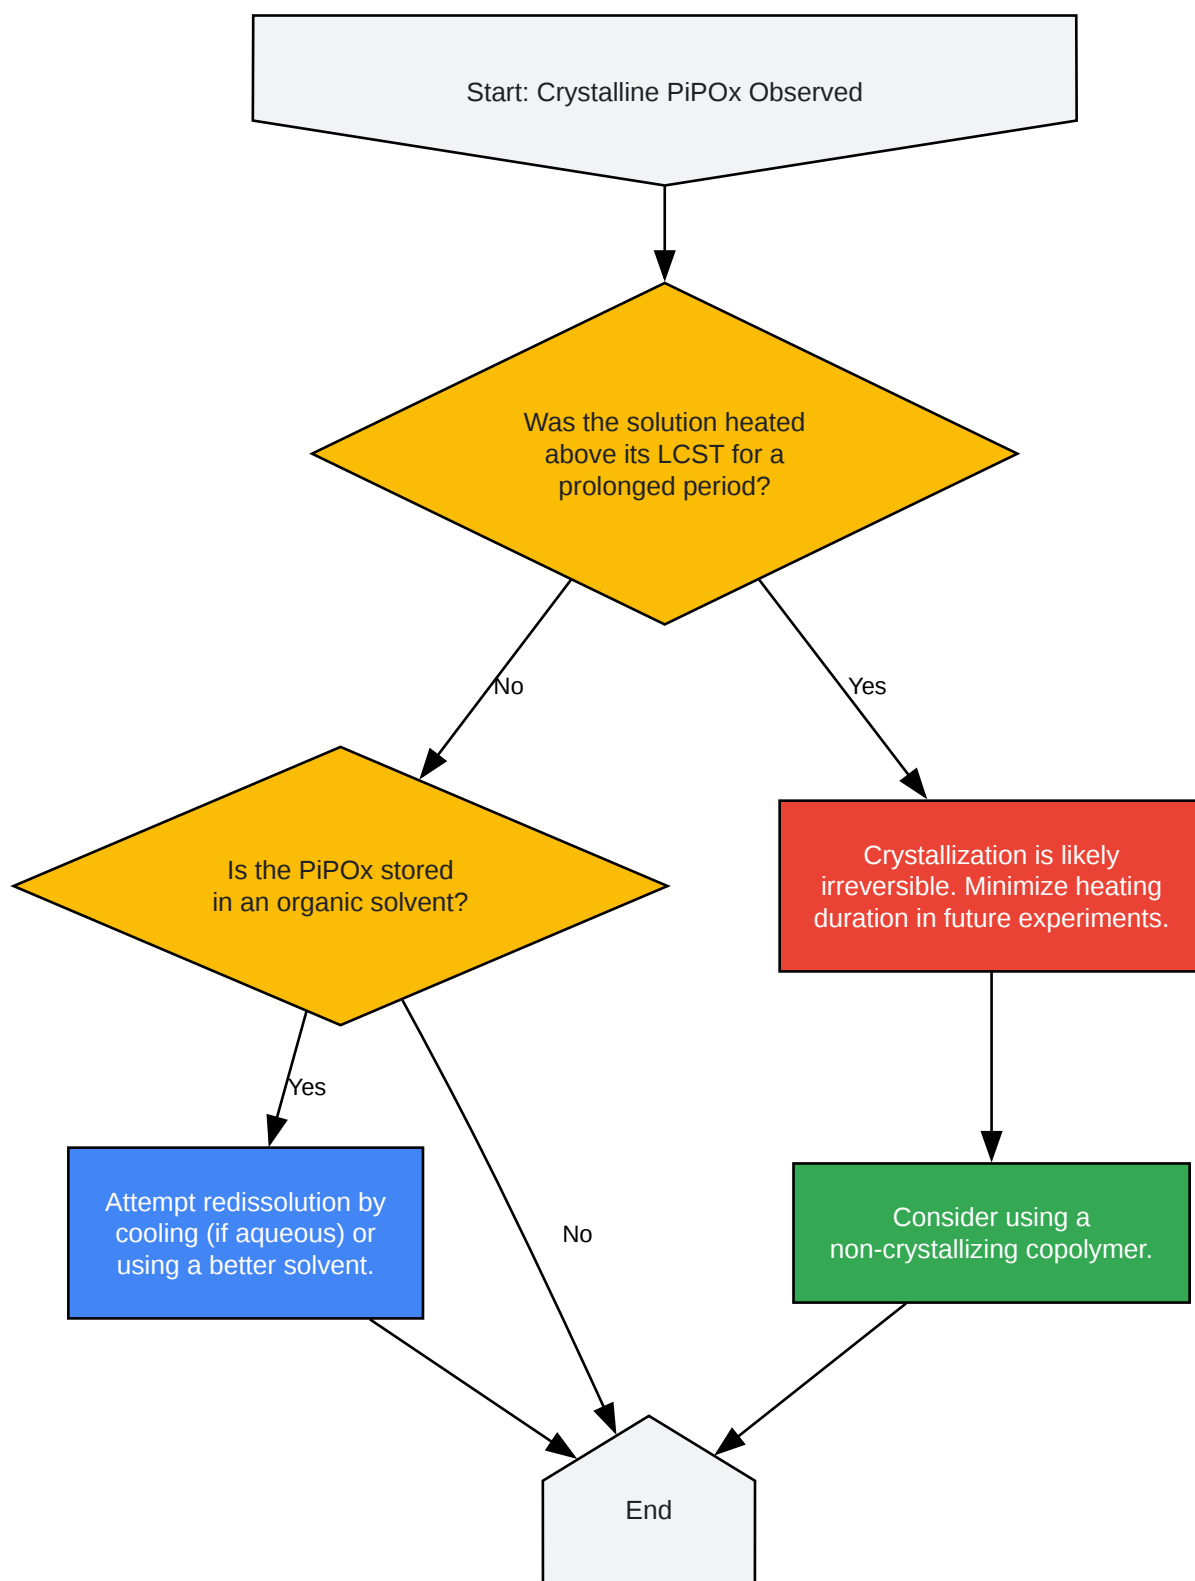 Start: Crystalline PiPOx Observed
Was the solution heated
above its LCST for a
prolonged period?
No
Yes
Is the PiPOx stored
in an organic solvent?
Crystallization is likely
irreversible. Minimize heating
duration in future experiments.
Yes
No
Attempt redissolution by
cooling (if aqueous) or
using a better solvent.
Consider using a
non-crystallizing copolymer.
End